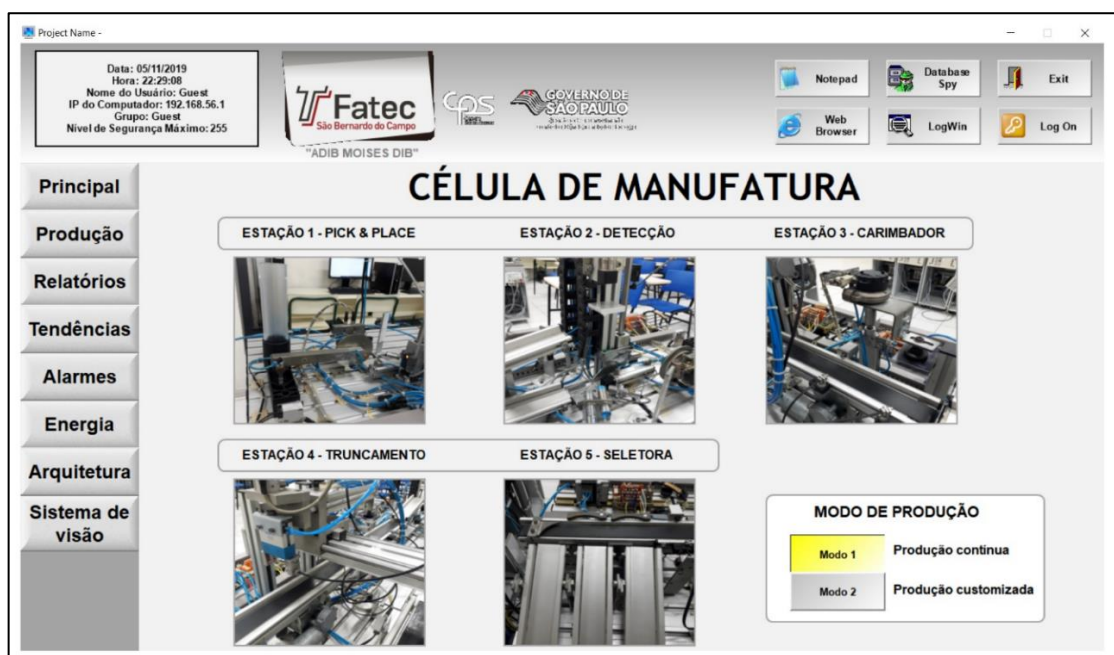 Project Name -
Data: 05/11/2019
Hora: 22:29:08
Nome do Usuário: Guest
IP do Computador: 192.168.56.1
Grupo: Guest
Nível de Segurança Máximo: 255
Fatec
São Bernardo do Campo
"ADIB MOISES DIB"
CPS
GOVERNO DE
SÃO PAULO
Notepad
Database
Spy
Exit
Web
Browser
LogWin
Log On
Principal
Produção
Relatórios
Tendências
Alarmes
Energia
Arquitetura
Sistema de
visão
CÉLULA DE MANUFATURA
ESTAÇÃO 1 - PICK & PLACE
ESTAÇÃO 2 - DETECÇÃO
ESTAÇÃO 3 - CARIMBADOR
ESTAÇÃO 4 - TRUNCAMENTO
ESTAÇÃO 5 - SELETORA
MODO DE PRODUÇÃO
Modo 1
Produção contínua
Modo 2
Produção customizada